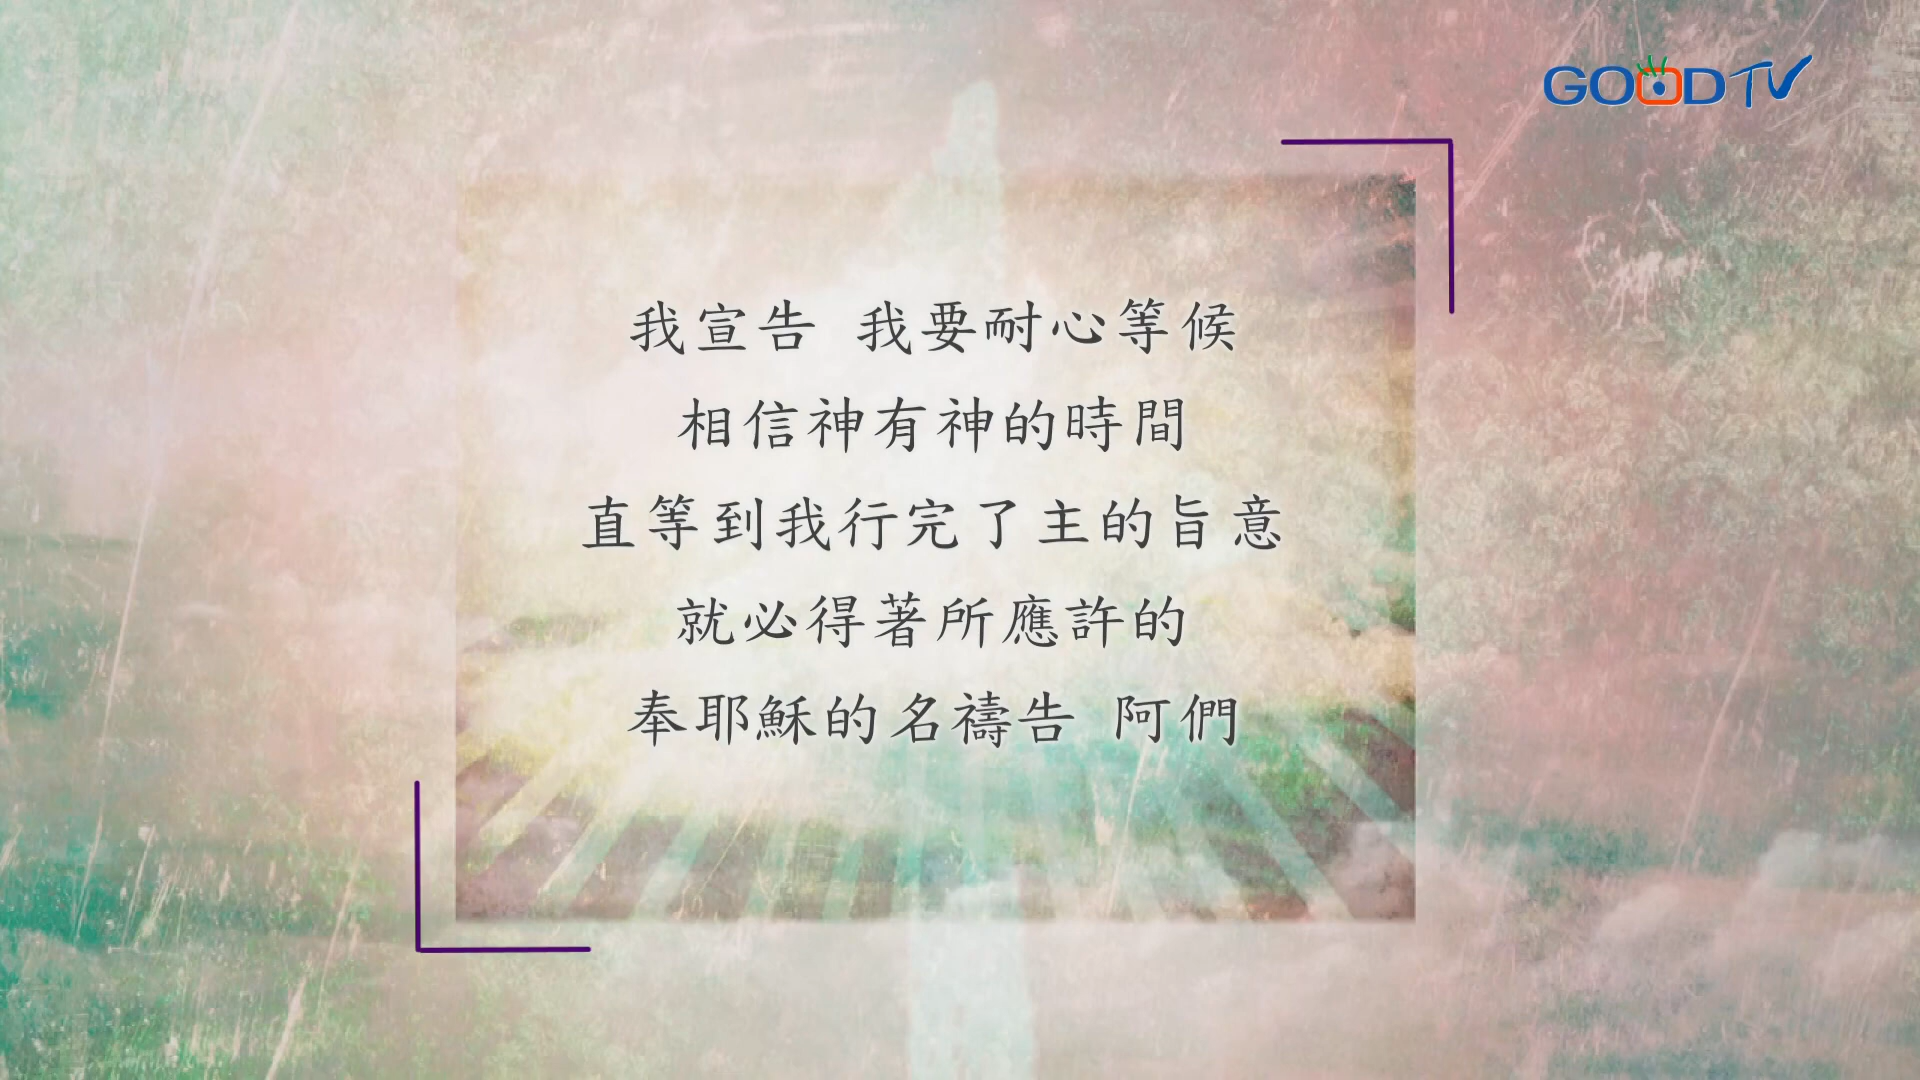 GOODTV
我宣告 我要耐心等候
相信神有神的時間
直等到我行完了主的旨意
就必得著所應許的
奉耶穌的名禱告 阿們